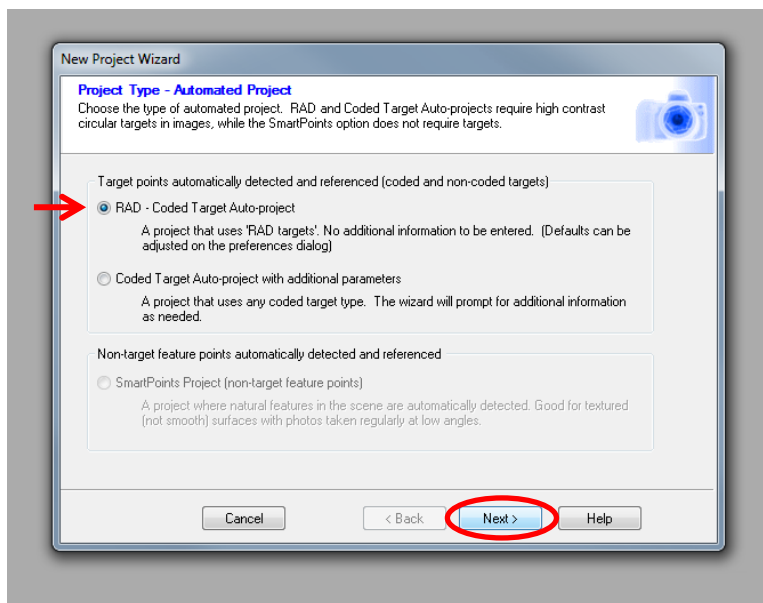 New Project Wizard
Project Type - Automated Project
Choose the type of automated project.  RAD and Coded Target Auto-projects require high contrast
circular targets in images, while the SmartPoints option does not require targets.
Target points automatically detected and referenced (coded and non-coded targets)
RAD - Coded Target Auto-project
A project that uses 'RAD targets'. No additional information to be entered.  (Defaults can be
adjusted on the preferences dialog)
Coded Target Auto-project with additional parameters
A project that uses any coded target type.  The wizard will prompt for additional information
as needed.
Non-target feature points automatically detected and referenced
SmartPoints Project (non-target feature points)
A project where natural features in the scene are automatically detected. Good for textured
(not smooth) surfaces with photos taken regularly at low angles.
Cancel
< Back
Next >
Help